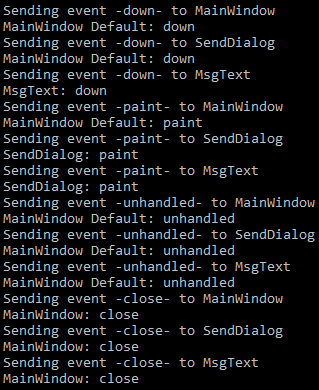 Sending event -down- to MainWindow
MainWindow Default: down
Sending event -down- to SendDialog
MainWindow Default: down
Sending event -down- to MsgText
MsgText: down
Sending event -paint- to MainWindow
MainWindow Default: paint
Sending event -paint- to SendDialog
SendDialog: paint
Sending event -paint- to MsgText
SendDialog: paint
Sending event -unhandled- to MainWindow
MainWindow Default: unhandled
Sending event -unhandled- to SendDialog
MainWindow Default: unhandled
Sending event -unhandled- to MsgText
MainWindow Default: unhandled
Sending event -close- to MainWindow
MainWindow: close
Sending event -close- to SendDialog
MainWindow: close
Sending event -close- to MsgText
MainWindow: close